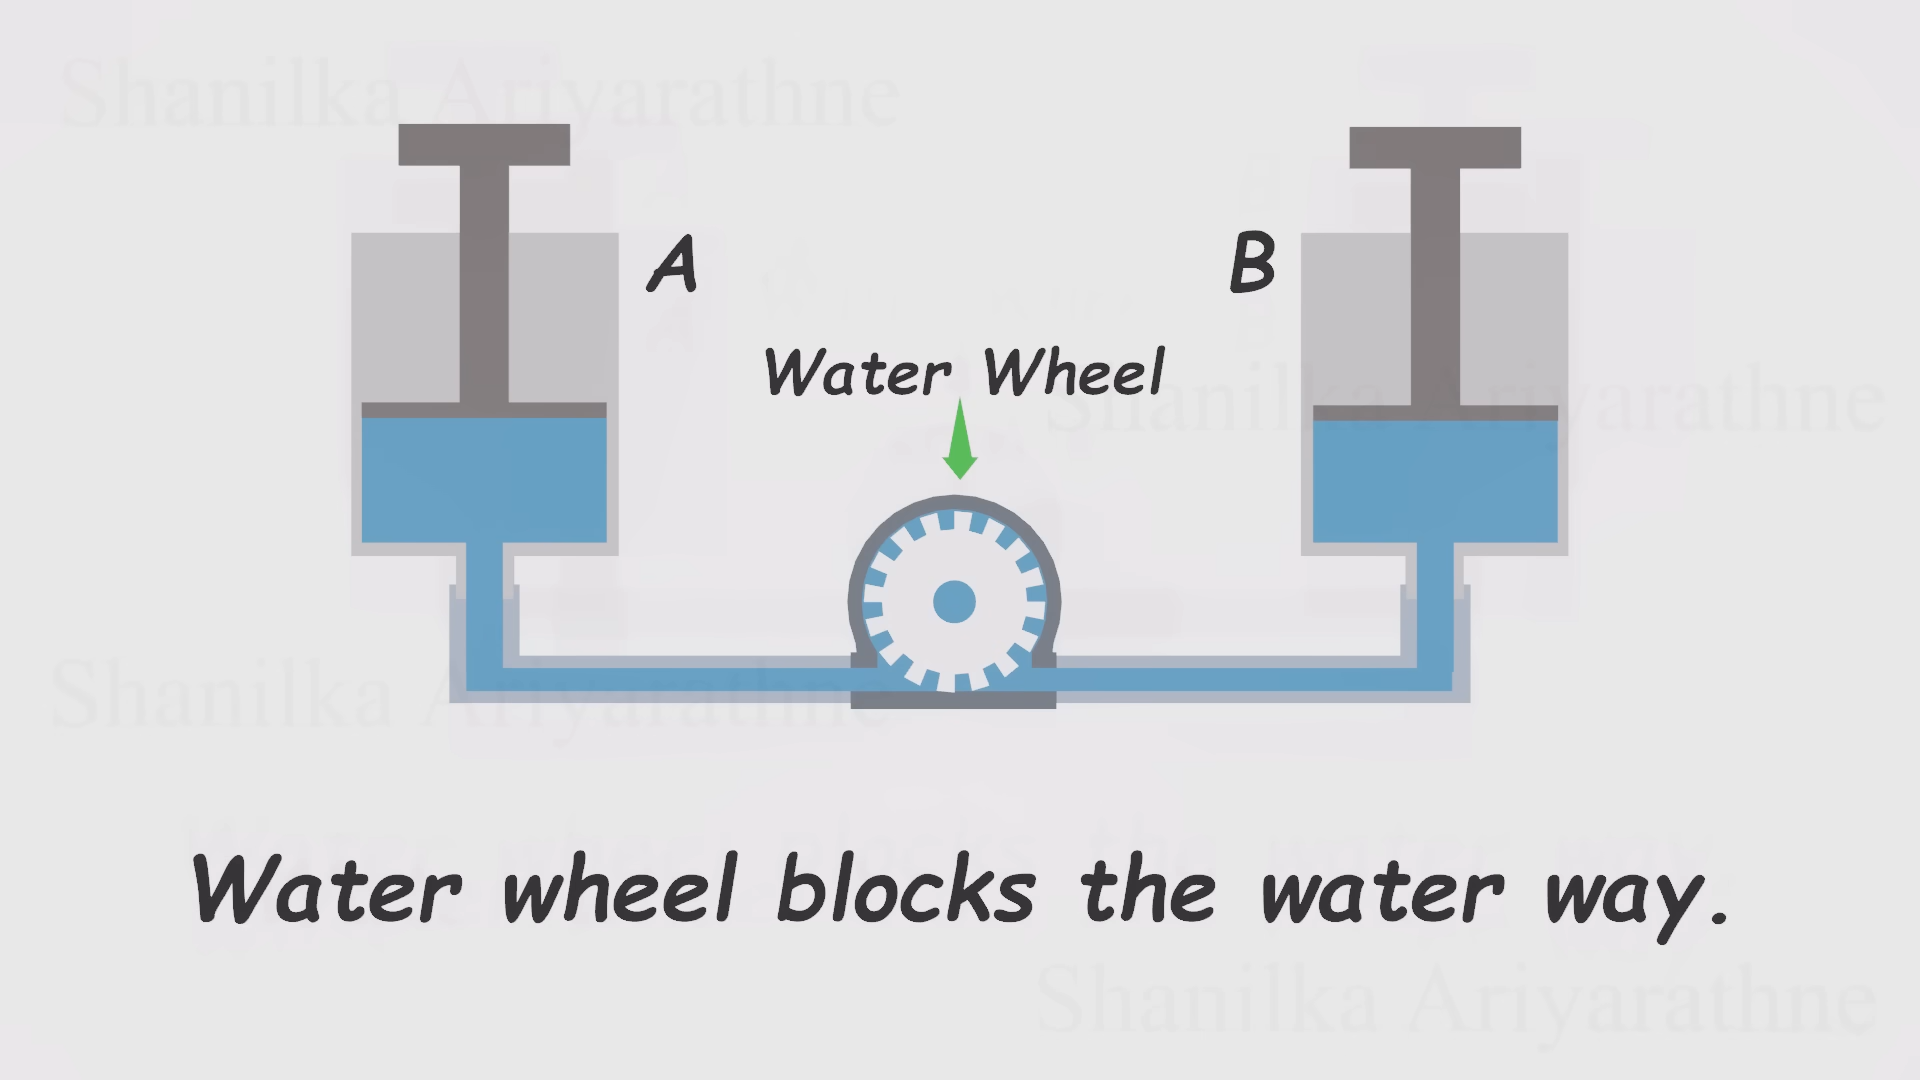 Shanilka Ariyarathne
A
B
Water Wheel
Shanilka Ariyarathne
Shanilka Ariyarathne
Water wheel blocks the water way.
Shanilka Ariyarathne